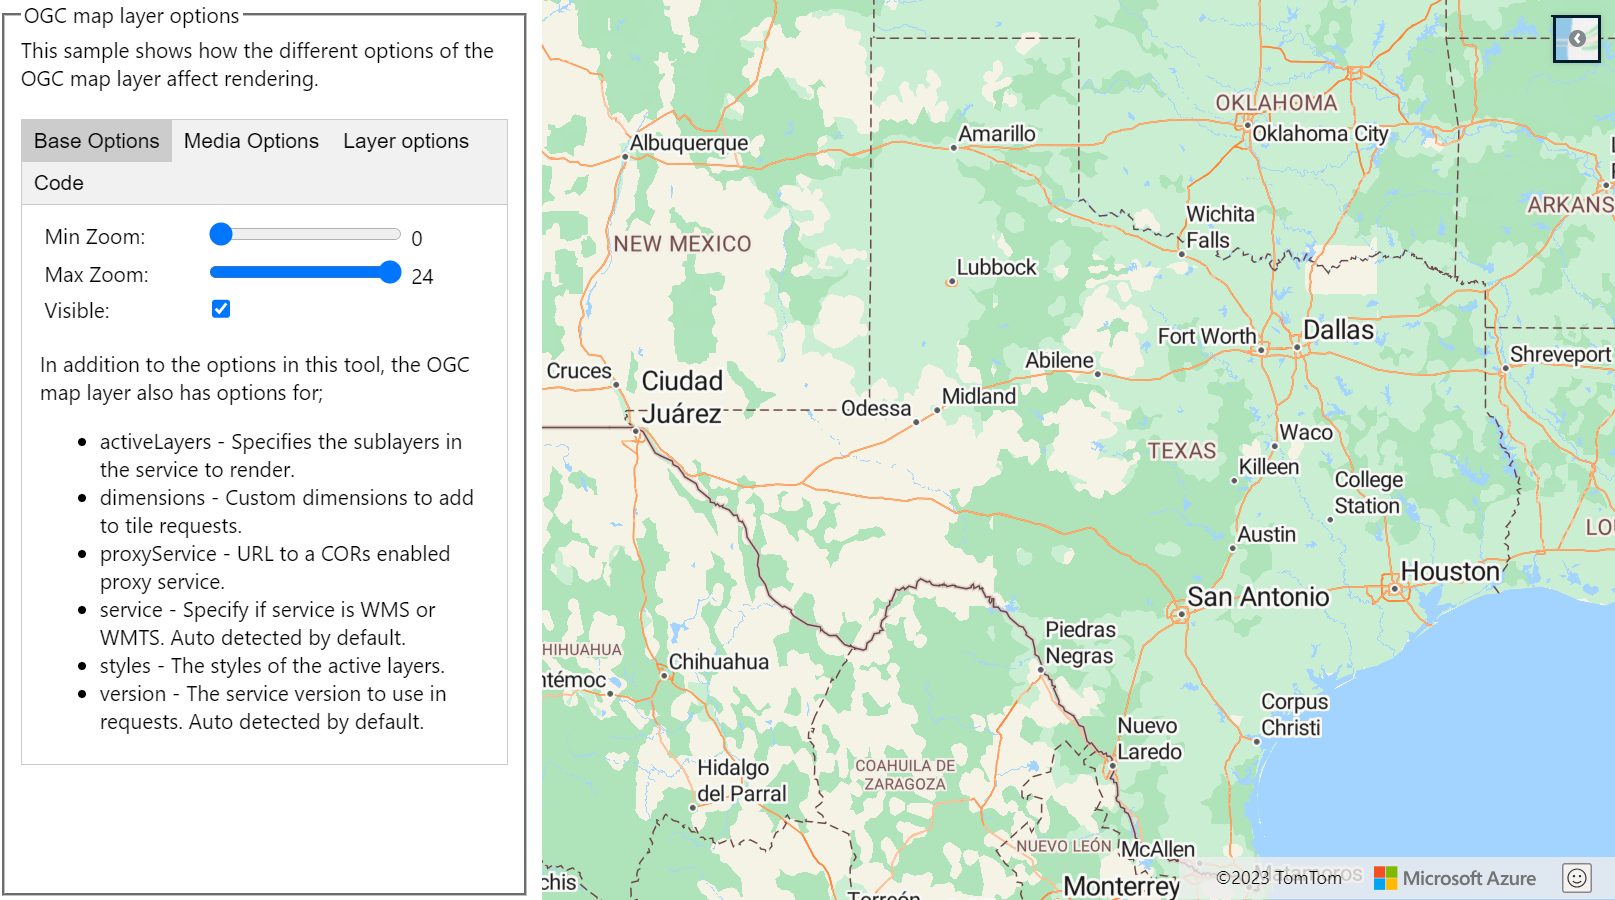 OGC map layer options
This sample shows how the different options of the
OGC map layer affect rendering.
Base Options
Media Options
Layer options
Code
Min Zoom:
0
Max Zoom:
24
Visible:
In addition to the options in this tool, the OGC
map layer also has options for;
activeLayers - Specifies the sublayers in
the service to render.
dimensions - Custom dimensions to add
to tile requests.
proxyService - URL to a CORs enabled
proxy service.
service - Specify if service is WMS or
WMTS. Auto detected by default.
styles - The styles of the active layers.
version - The service version to use in
requests. Auto detected by default.
OKLAHOMA
Albuquerque
Amarillo
Oklahoma City
ARKANS
Wichita
Falls
NEW MEXICO
Lubbock
Fort Worth
Dallas
Shreveport
Abilene
Cruces
Ciudad
Juárez
Odessa
Midland
Waco
TEXAS
Killeen
College
Station
Austin
LO
Houston
San Antonio
Piedras
Negras
HIHUAHUA
Chihuahua
témoc
Corpus
Christi
Nuevo
Laredo
COAHUILA DE
ZARAGOZA
Hidalgo
del Parral
NUEVO LEÓN
McAllen
chis
Monterrey
Torreón
Matamoros
©2023 TomTom
Microsoft Azure